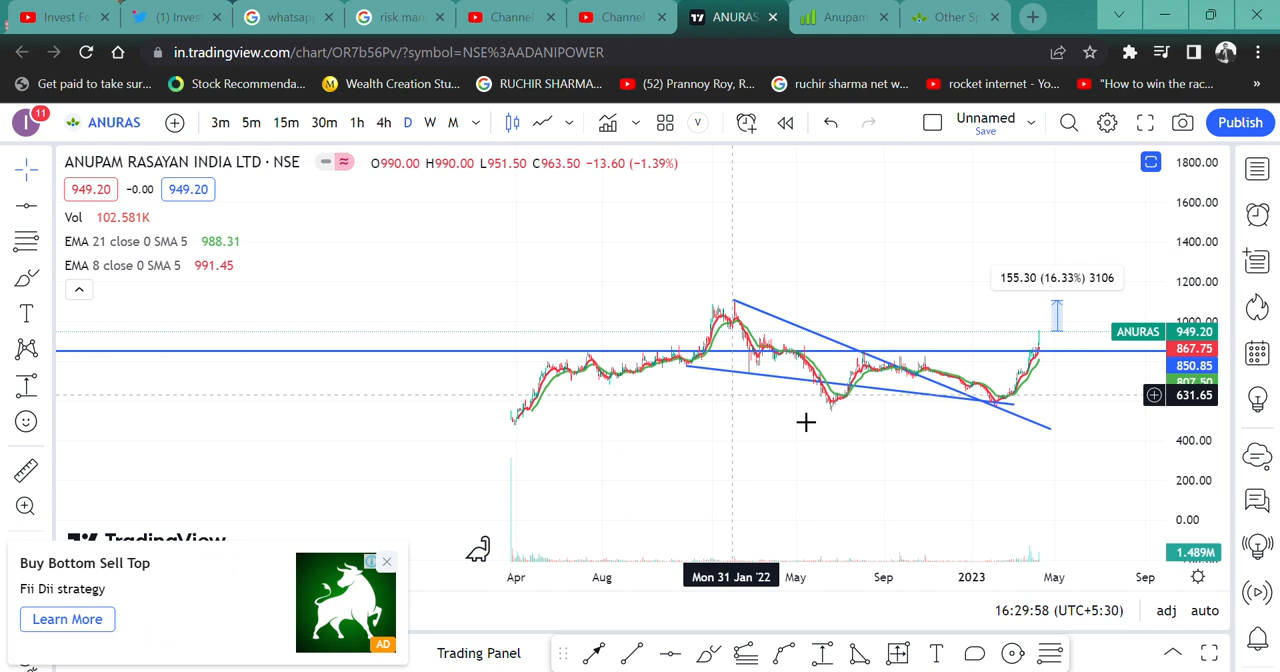 Invest Fo
(1) Invest
whatsapp
risk man
Channel
Channel
ANURAS
Anupam
Other Sp
in.tradingview.com/chart/OR7b56Pv/?symbol=NSE%3AADANIPOWER
Get paid to take sur...
Stock Recommenda...
Wealth Creation Stu...
RUCHIR SHARMA...
(52) Prannoy Roy, R...
ruchir sharma net w...
rocket internet - Yo...
"How to win the rac...
»
I
11
ANURAS
3m
5m
15m
30m
1h
4h
D
W
M
V
Unnamed
Save
Publish
ANUPAM RASAYAN INDIA LTD · NSE
O990.00 H990.00 L951.50 C963.50 −13.60 (−1.39%)
949.20
-0.00
949.20
Vol 102.581K
EMA 21 close 0 SMA 5 988.31
EMA 8 close 0 SMA 5 991.45
155.30 (16.33%) 3106
1800.00
1600.00
1400.00
1200.00
1000.00
ANURAS 949.20
867.75
850.85
807.50
631.65
400.00
200.00
0.00
1.489M
TradingView
Apr
Aug
Mon 31 Jan '22
May
Sep
2023
May
Sep
16:29:58 (UTC+5:30)
adj
auto
Buy Bottom Sell Top
Fii Dii strategy
Learn More
AD
Trading Panel